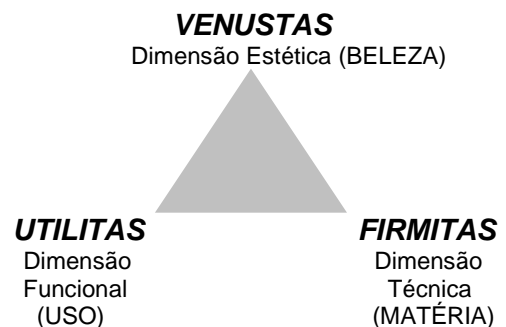 VENUSTAS
Dimensão Estética (BELEZA)
UTILITAS
Dimensão
Funcional
(USO)
FIRMITAS
Dimensão
Técnica
(MATÉRIA)